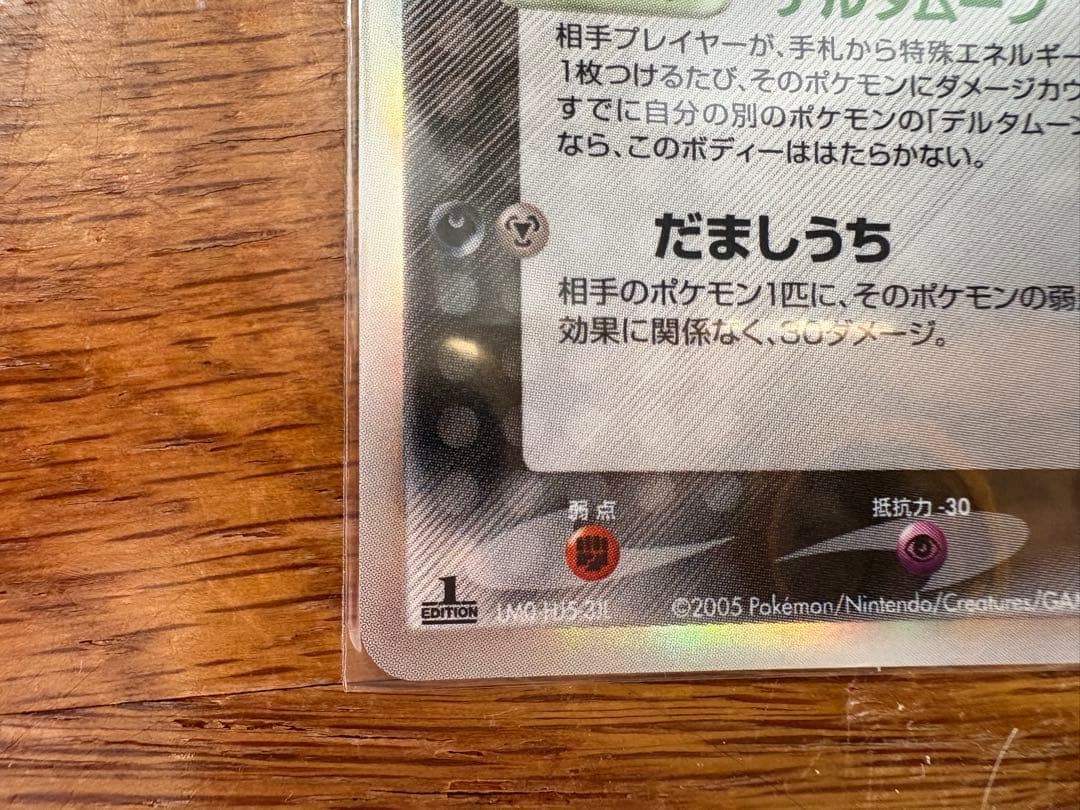 デルタムーン
相手プレイヤーが、手札から特殊エネルギー
1枚つけるたび、そのポケモンにダメージカウ
すでに自分の別のポケモンの「デルタムーン
なら、このボディーははたらかない。
だましうち
相手のポケモン1匹に、そのポケモンの弱
効果に関係なく、30ダメージ。
弱点
抵抗力 -30
1
EDITION
©2005 Pokémon/Nintendo/Creatures/GA